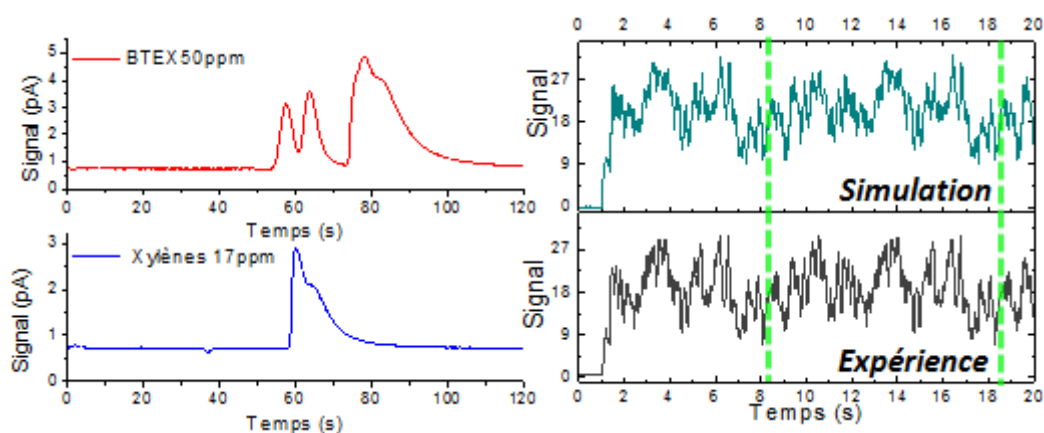 BTEX 50ppm
Signal (pA)
5
4
3
2
1
0
0 20 40 60 80 100 120
Temps (s)
Xylènes 17ppm
Signal (pA)
3
2
1
0
0 20 40 60 80 100 120
Temps (s)
0 2 4 6 8 10 12 14 16 18 20
Signal
27
18
9
0
Simulation
Signal
27
18
9
0
Expérience
0 2 4 6 8 10 12 14 16 18 20
Temps (s)